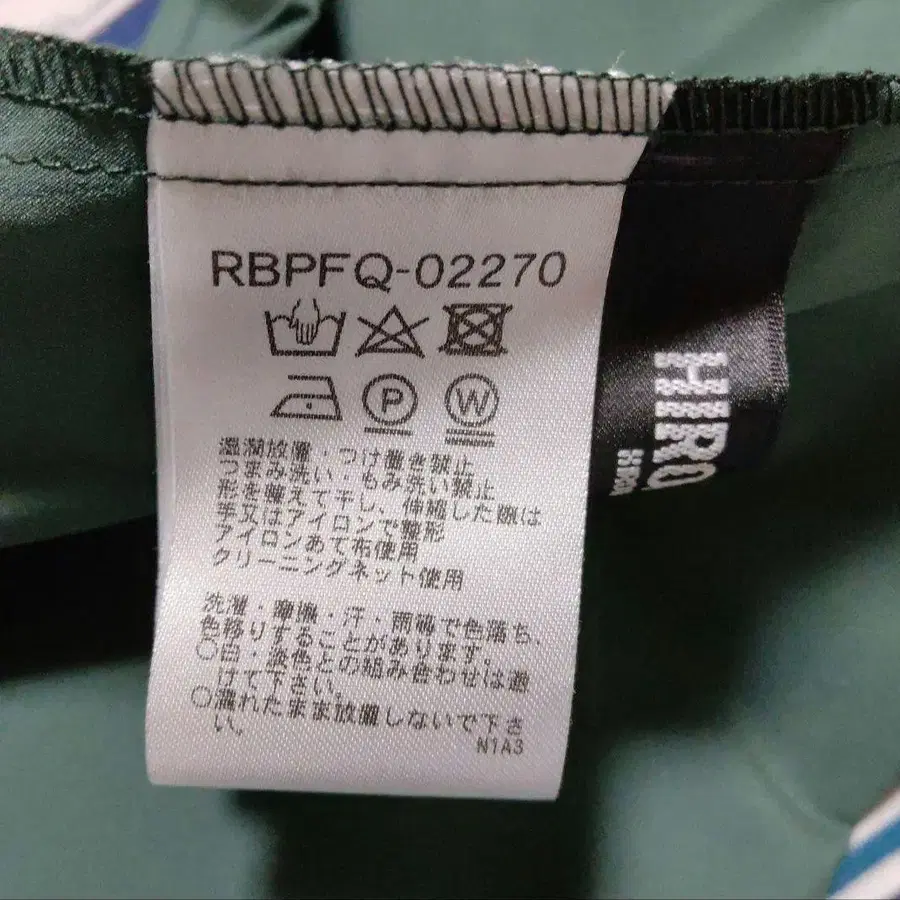 RBPFQ-02270
P W
湿潤放置・つけ置き禁止
つまみ洗い・もみ洗い禁止
形を整えて干し、伸縮した際は
手又はアイロンで整形
アイロンあて布使用
クリーニングネット使用
洗濯・摩擦・汗・雨等で色落ち、
色移りすることがあります。
○白・淡色との組み合わせは避
けて下さい。
○濡れたまま放置しないで下さ
い。
N1A3
HIRO